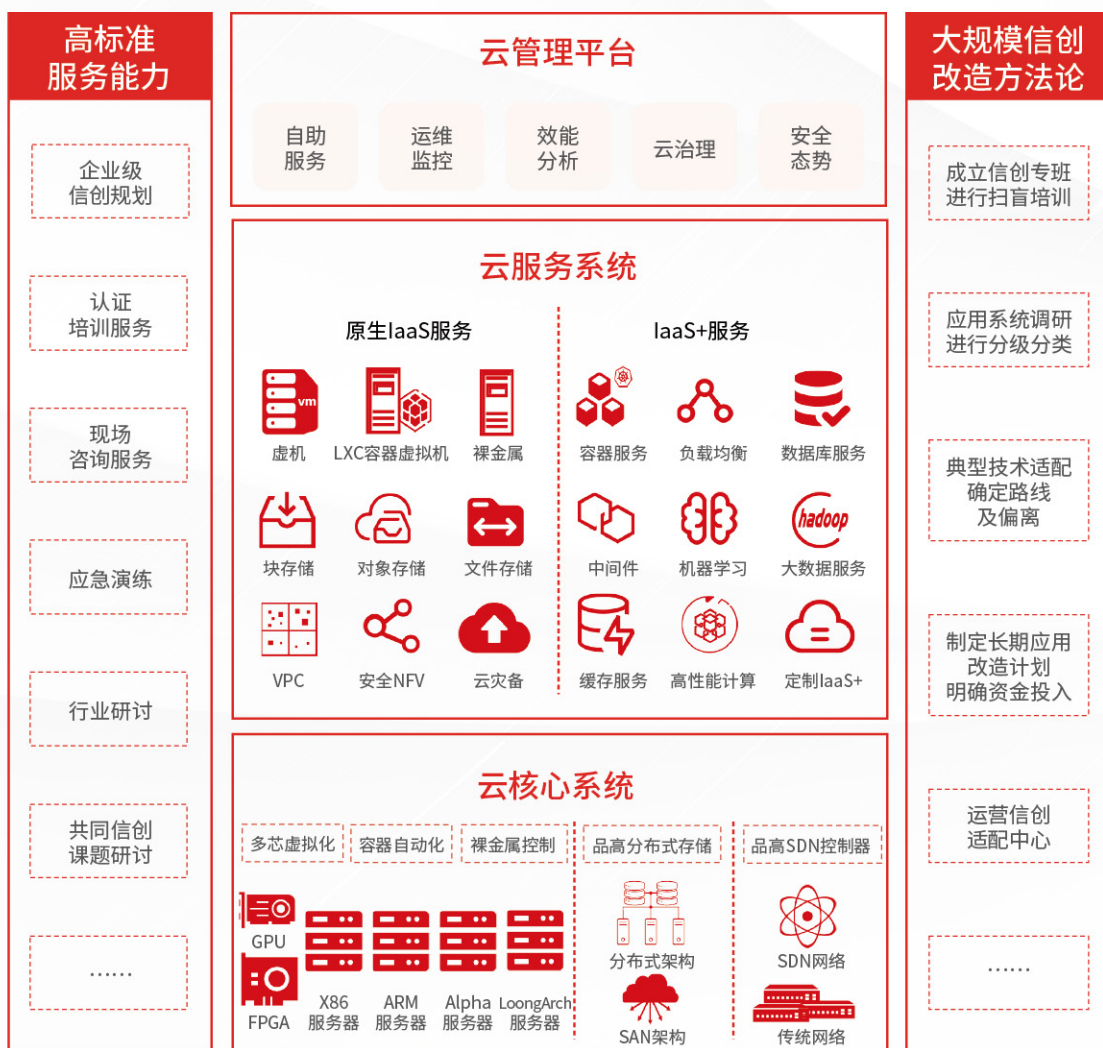 高标准
服务能力
企业级
信创规划
认证
培训服务
现场
咨询服务
应急演练
行业研讨
共同信创
课题研讨
……
云管理平台
自助
服务
运维
监控
效能
分析
云治理
安全
态势
云服务系统
原生IaaS服务
vm
虚机
LXC容器虚拟机
裸金属
块存储
对象存储
文件存储
VPC
安全NFV
云灾备
IaaS+服务
容器服务
负载均衡
数据库服务
hadoop
中间件
机器学习
大数据服务
缓存服务
高性能计算
定制IaaS+
云核心系统
多芯虚拟化
容器自动化
裸金属控制
品高分布式存储
品高SDN控制器
GPU
FPGA
X86
服务器
ARM
服务器
Alpha
服务器
LoongArch
服务器
分布式架构
SAN架构
SDN网络
传统网络
大规模信创
改造方法论
成立信创专班
进行扫盲培训
应用系统调研
进行分级分类
典型技术适配
确定路线
及偏离
制定长期应用
改造计划
明确资金投入
运营信创
适配中心
……